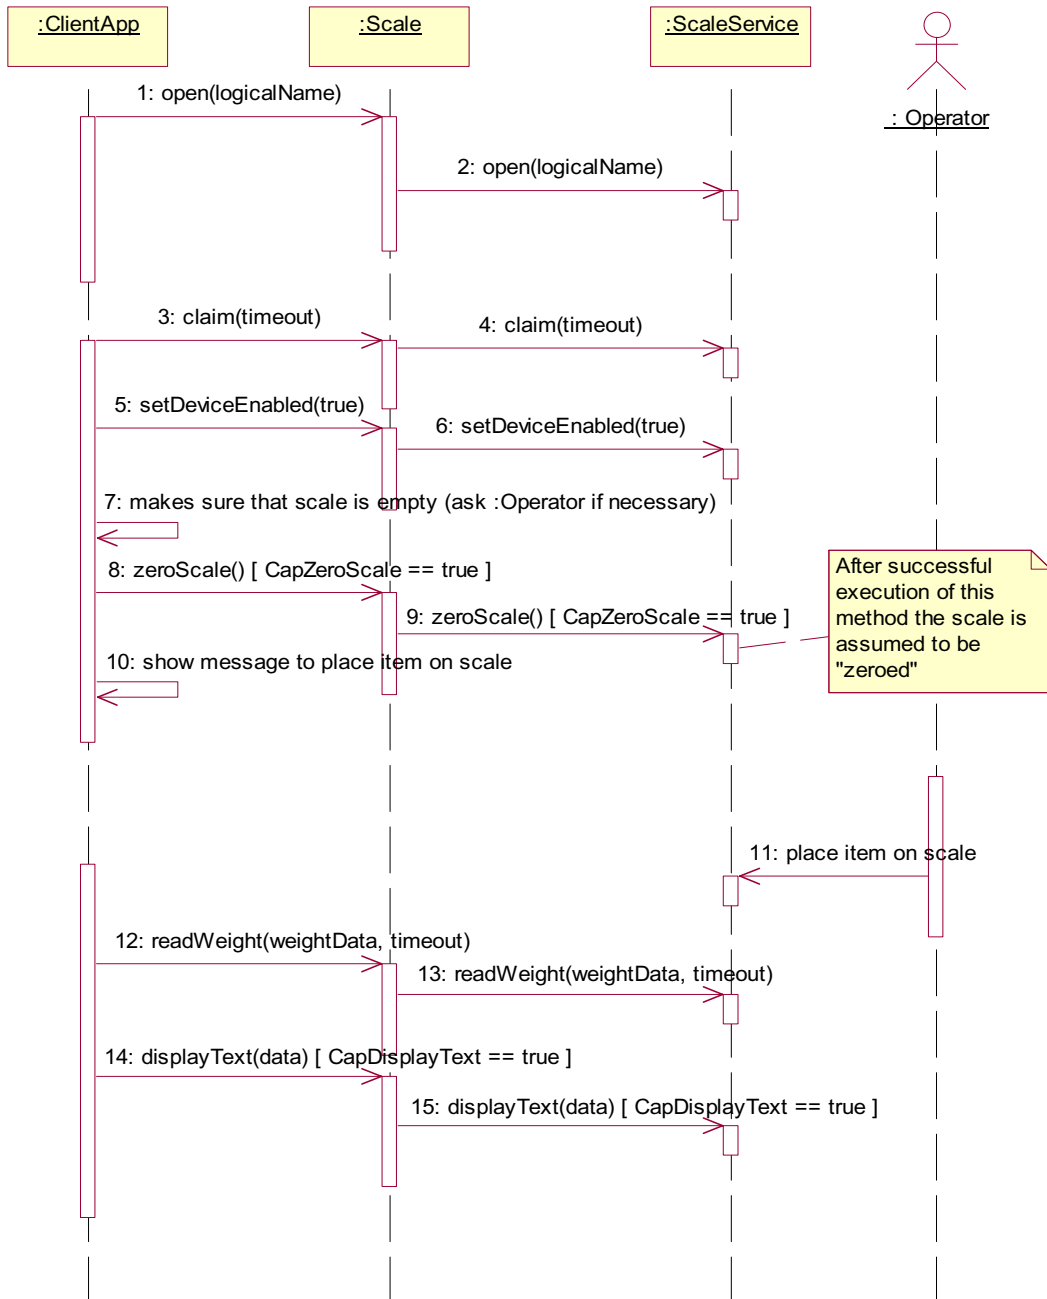 :ClientApp
:Scale
:ScaleService
: Operator
1: open(logicalName)
2: open(logicalName)
3: claim(timeout)
4: claim(timeout)
5: setDeviceEnabled(true)
6: setDeviceEnabled(true)
7: makes sure that scale is empty (ask :Operator if necessary)
8: zeroScale() [ CapZeroScale == true ]
9: zeroScale() [ CapZeroScale == true ]
After successful
execution of this
method the scale is
assumed to be
"zeroed"
10: show message to place item on scale
11: place item on scale
12: readWeight(weightData, timeout)
13: readWeight(weightData, timeout)
14: displayText(data) [ CapDisplayText == true ]
15: displayText(data) [ CapDisplayText == true ]